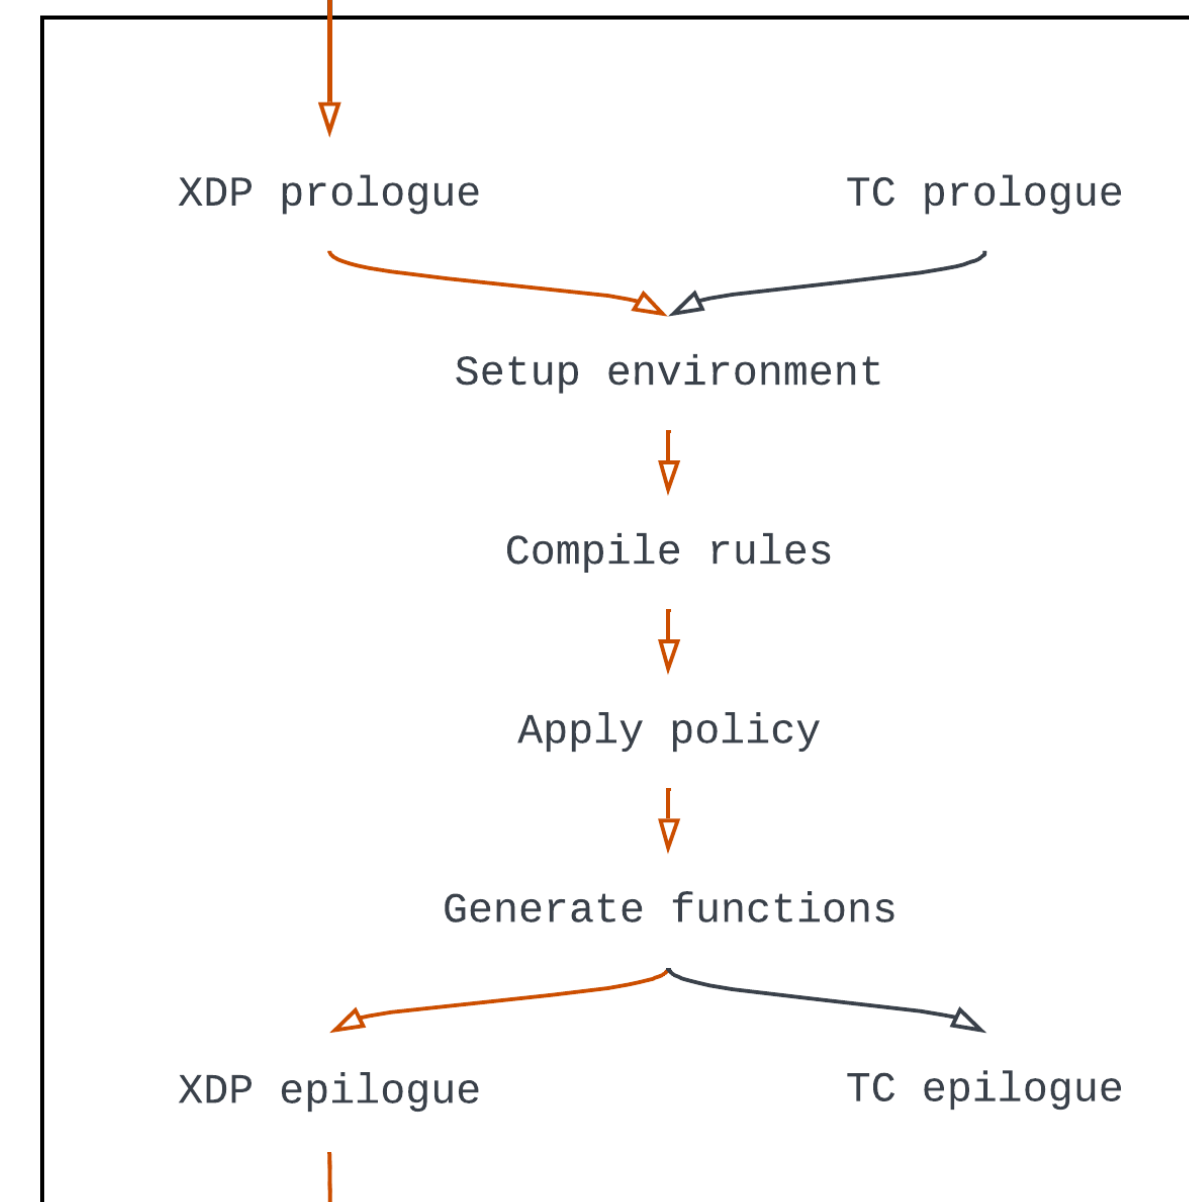 XDP prologue
TC prologue
Setup environment
Compile rules
Apply policy
Generate functions
XDP epilogue
TC epilogue